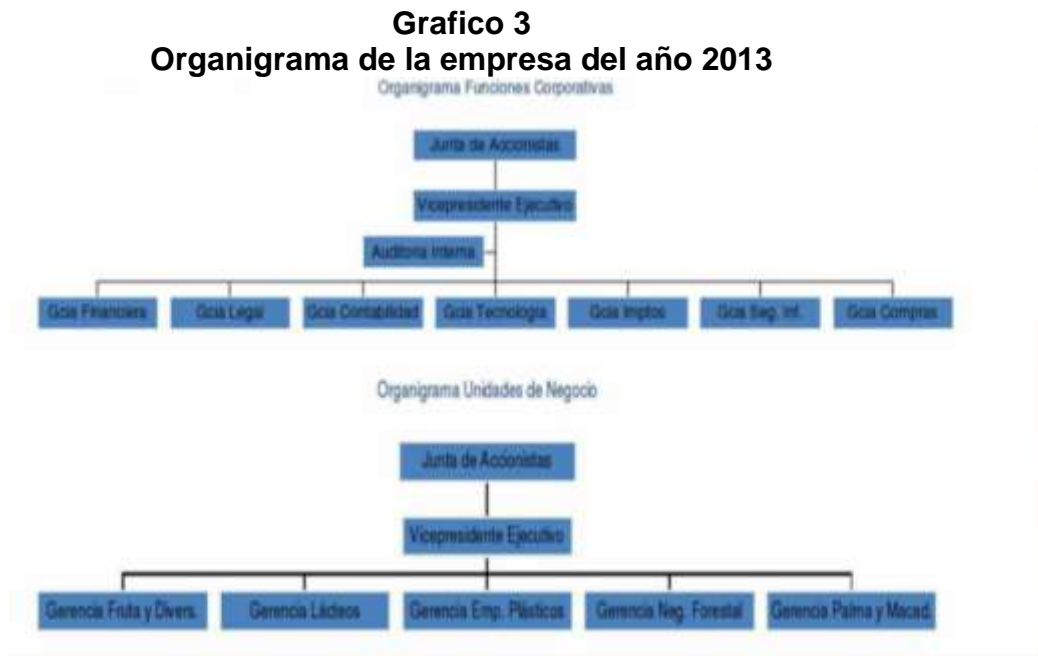 Grafico 3
Organigrama de la empresa del año 2013
Organigrama Funciones Corporativas
Junta de Accionistas
Vicepresidente Ejecutivo
Auditoria Interna
Gcia Financiera Gcia Legal Gcia Contabilidad Gcia Tecnologia Gcia Imptos Gcia Seg. Inf. Gcia Compras
Organigrama Unidades de Negocio
Junta de Accionistas
Vicepresidente Ejecutivo
Gerencia Fruta y Divers. Gerencia Lácteos Gerencia Emp. Plásticos Gerencia Neg. Forestal Gerencia Palma y Macad.